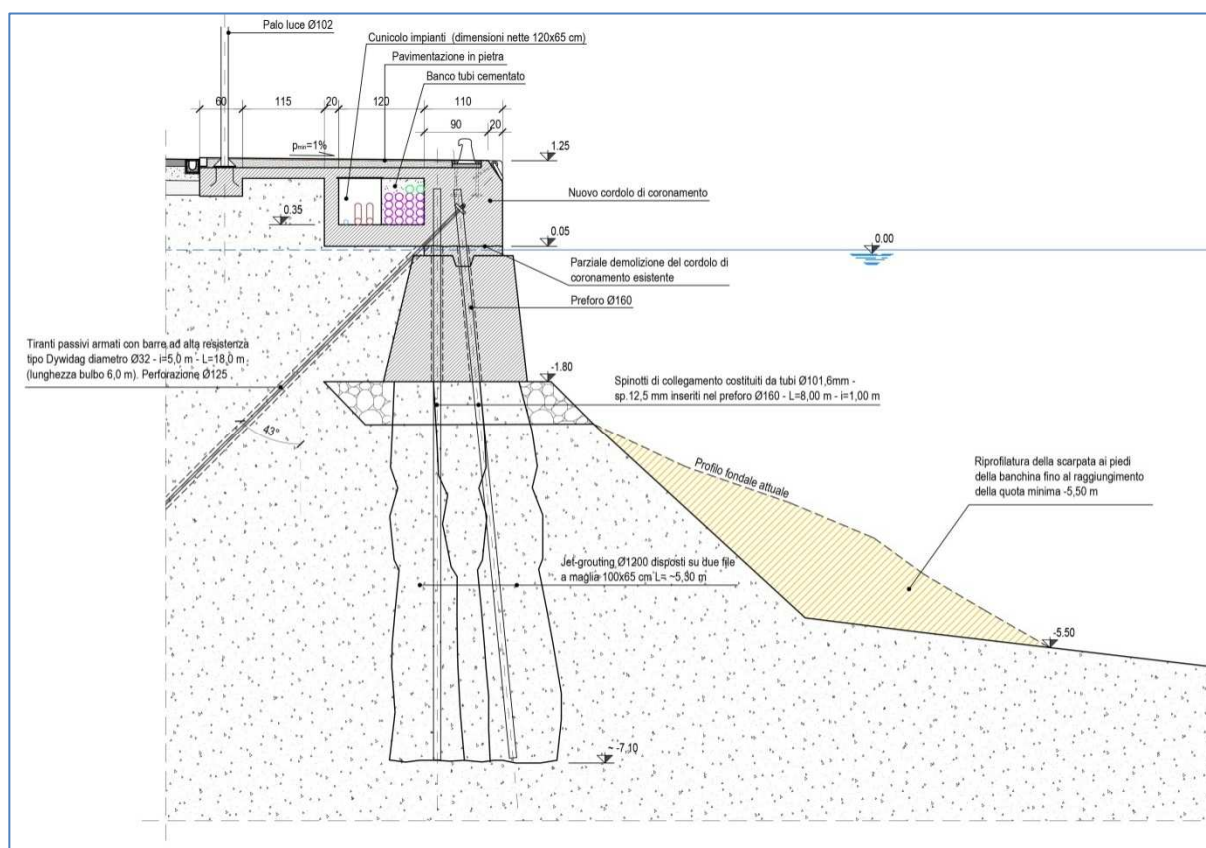 Palo luce Ø102
Cunicolo impianti (dimensioni nette 120x65 cm)
Pavimentazione in pietra
Banco tubi cementato
60
115
20
120
110
90
20
pmin=1%
1.25
Nuovo cordolo di coronamento
0.35
0.05
0.00
Parziale demolizione del cordolo di
coronamento esistente
Preforo Ø160
Tiranti passivi armati con barre ad alta resistenza
tipo Dywidag diametro Ø32 - i=5,0 m - L=18,0 m
(lunghezza bulbo 6,0 m). Perforazione Ø125
-1.80
Spinotti di collegamento costituiti da tubi Ø101,6mm -
sp.12,5 mm inseriti nel preforo Ø160 - L=8,00 m - i=1,00 m
43°
Profilo fondale attuale
Riprofilatura della scarpata ai piedi
della banchina fino al raggiungimento
della quota minima -5,50 m
Jet-grouting Ø1200 disposti su due file
a maglia 100x65 cm L= ~5,30 m
-5.50
~ -7.10